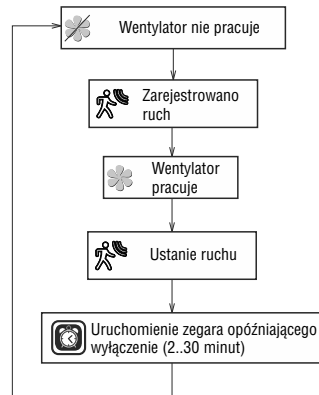 Wentylator nie pracuje
Zarejestrowano
ruch
Wentylator
pracuje
Ustanie ruchu
Uruchomienie zegara opóźniającego
wyłączenie (2..30 minut)